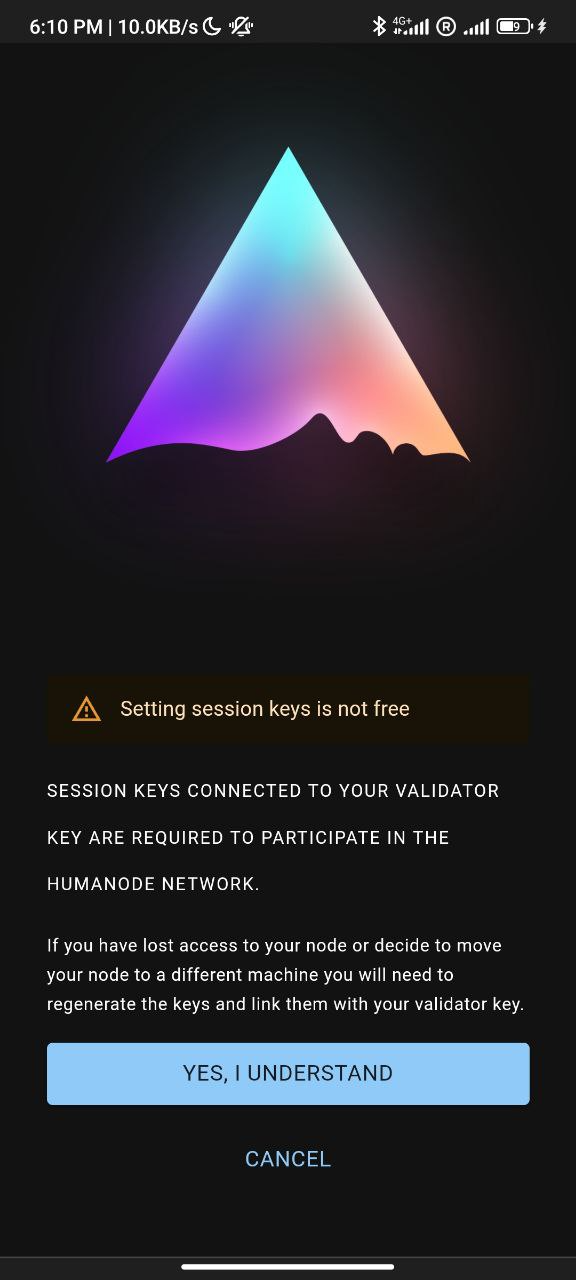 6:10 PM | 10.0KB/s
4G+
R
9
Setting session keys is not free
SESSION KEYS CONNECTED TO YOUR VALIDATOR
KEY ARE REQUIRED TO PARTICIPATE IN THE
HUMANODE NETWORK.
If you have lost access to your node or decide to move
your node to a different machine you will need to
regenerate the keys and link them with your validator key.
YES, I UNDERSTAND
CANCEL